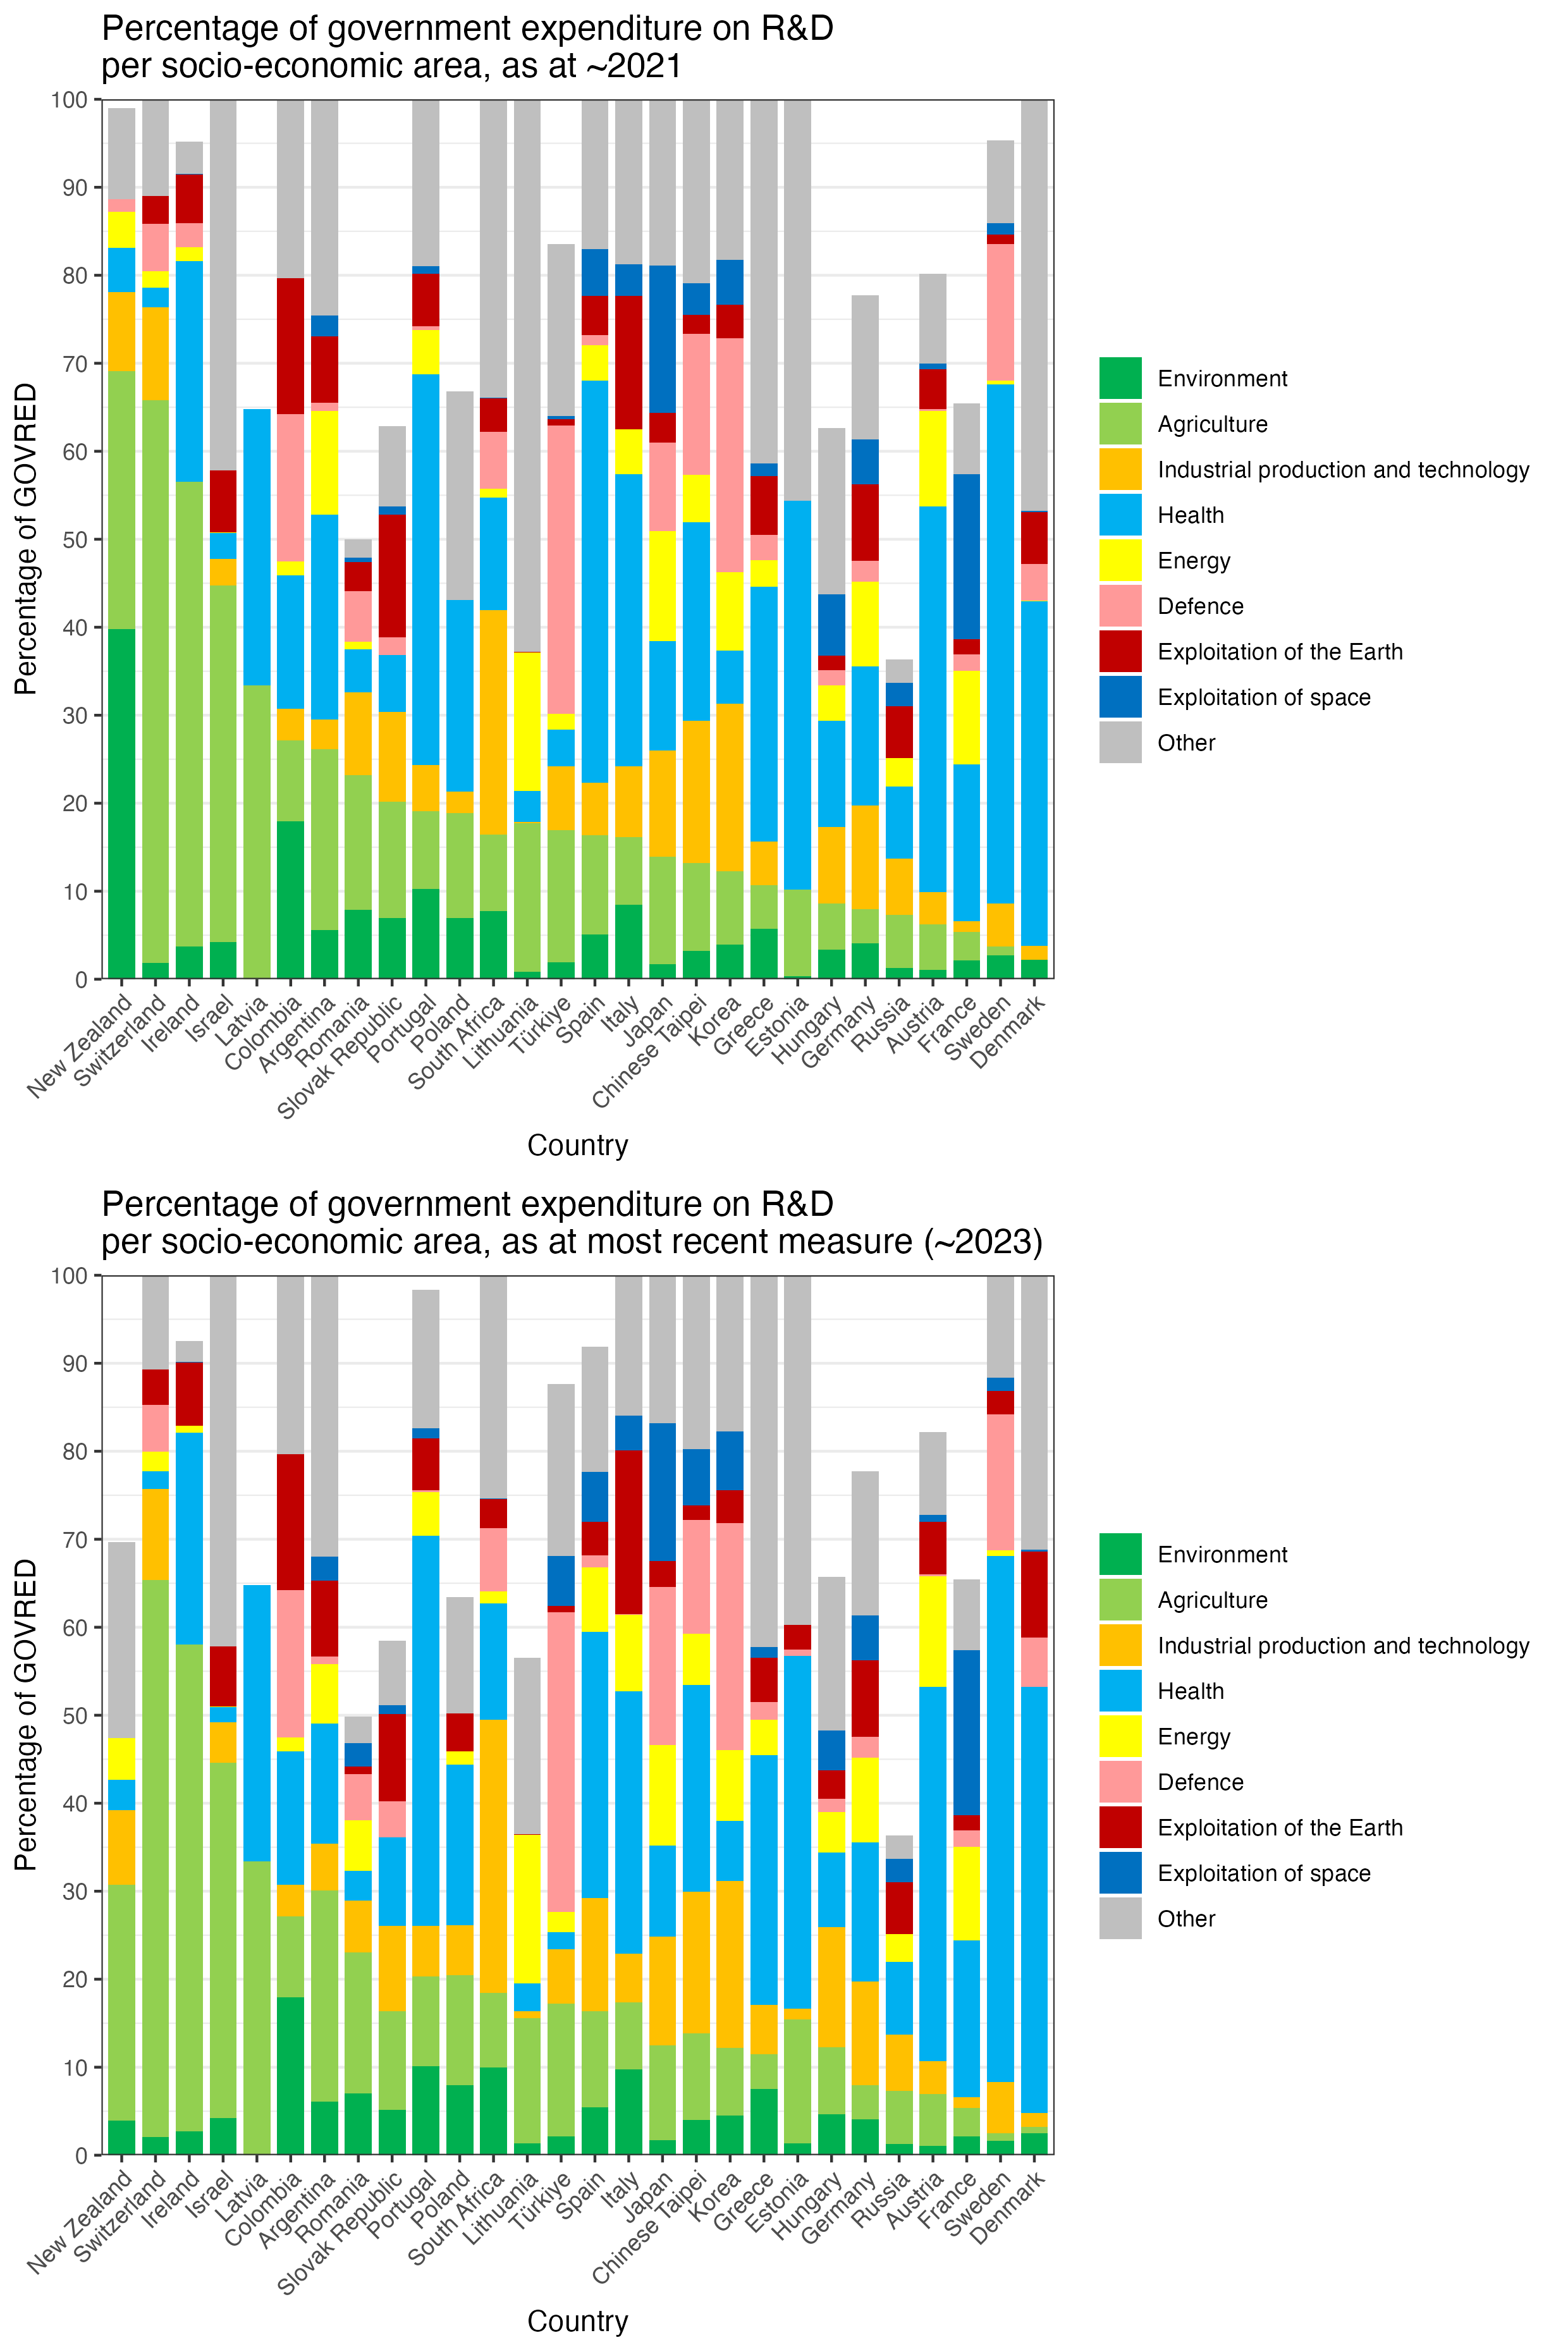 Percentage of government expenditure on R&D
per socio-economic area, as at ~2021
Percentage of GOVRED
100
90
80
70
60
50
40
30
20
10
0
New Zealand
Switzerland
Ireland
Israel
Latvia
Colombia
Argentina
Romania
Slovak Republic
Portugal
Poland
South Africa
Lithuania
Türkiye
Spain
Italy
Japan
Chinese Taipei
Korea
Greece
Estonia
Hungary
Germany
Russia
Austria
France
Sweden
Denmark
Country
Environment
Agriculture
Industrial production and technology
Health
Energy
Defence
Exploitation of the Earth
Exploitation of space
Other
Percentage of government expenditure on R&D
per socio-economic area, as at most recent measure (~2023)
Percentage of GOVRED
100
90
80
70
60
50
40
30
20
10
0
New Zealand
Switzerland
Ireland
Israel
Latvia
Colombia
Argentina
Romania
Slovak Republic
Portugal
Poland
South Africa
Lithuania
Türkiye
Spain
Italy
Japan
Chinese Taipei
Korea
Greece
Estonia
Hungary
Germany
Russia
Austria
France
Sweden
Denmark
Country
Environment
Agriculture
Industrial production and technology
Health
Energy
Defence
Exploitation of the Earth
Exploitation of space
Other